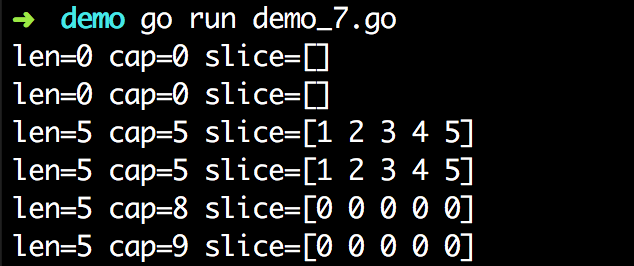 ➜ demo go run demo_7.go
len=0 cap=0 slice=[]
len=0 cap=0 slice=[]
len=5 cap=5 slice=[1 2 3 4 5]
len=5 cap=5 slice=[1 2 3 4 5]
len=5 cap=8 slice=[0 0 0 0 0]
len=5 cap=9 slice=[0 0 0 0 0]